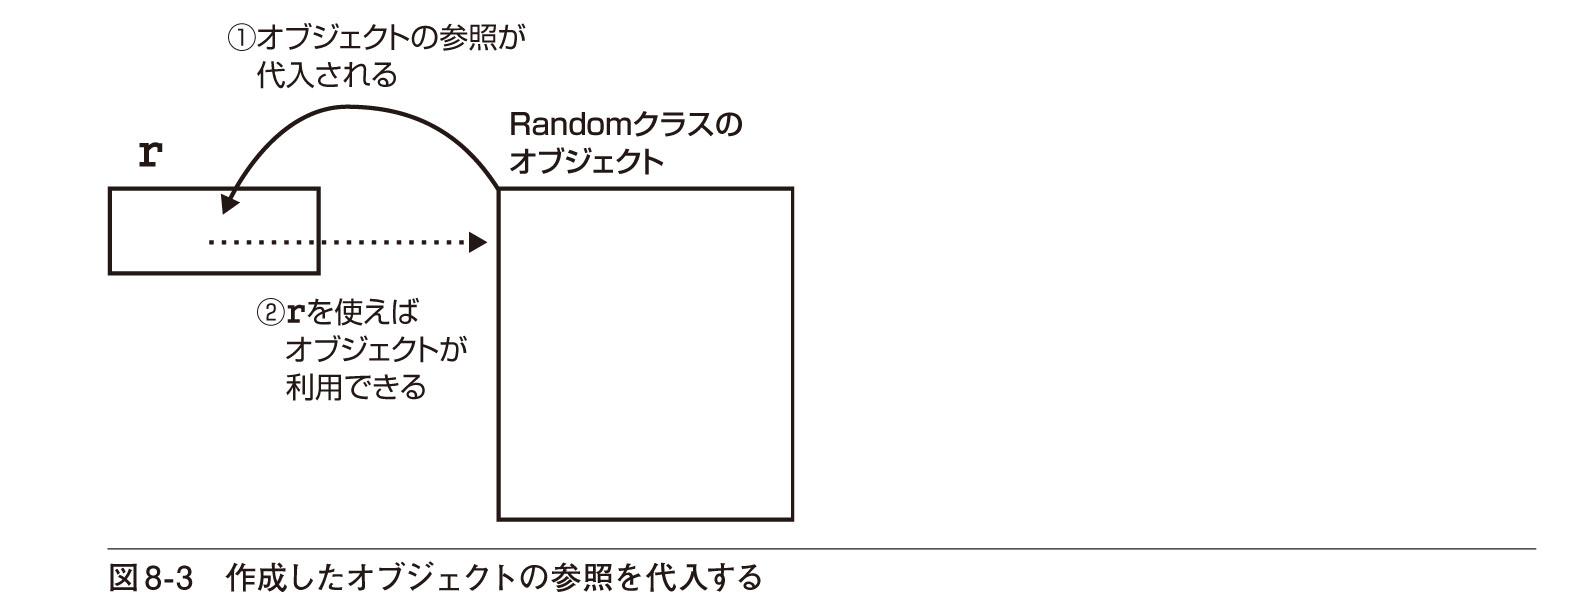 ①オブジェクトの参照が
代入される
Randomクラスの
オブジェクト
r
②rを使えば
オブジェクトが
利用できる
図8-3　作成したオブジェクトの参照を代入する